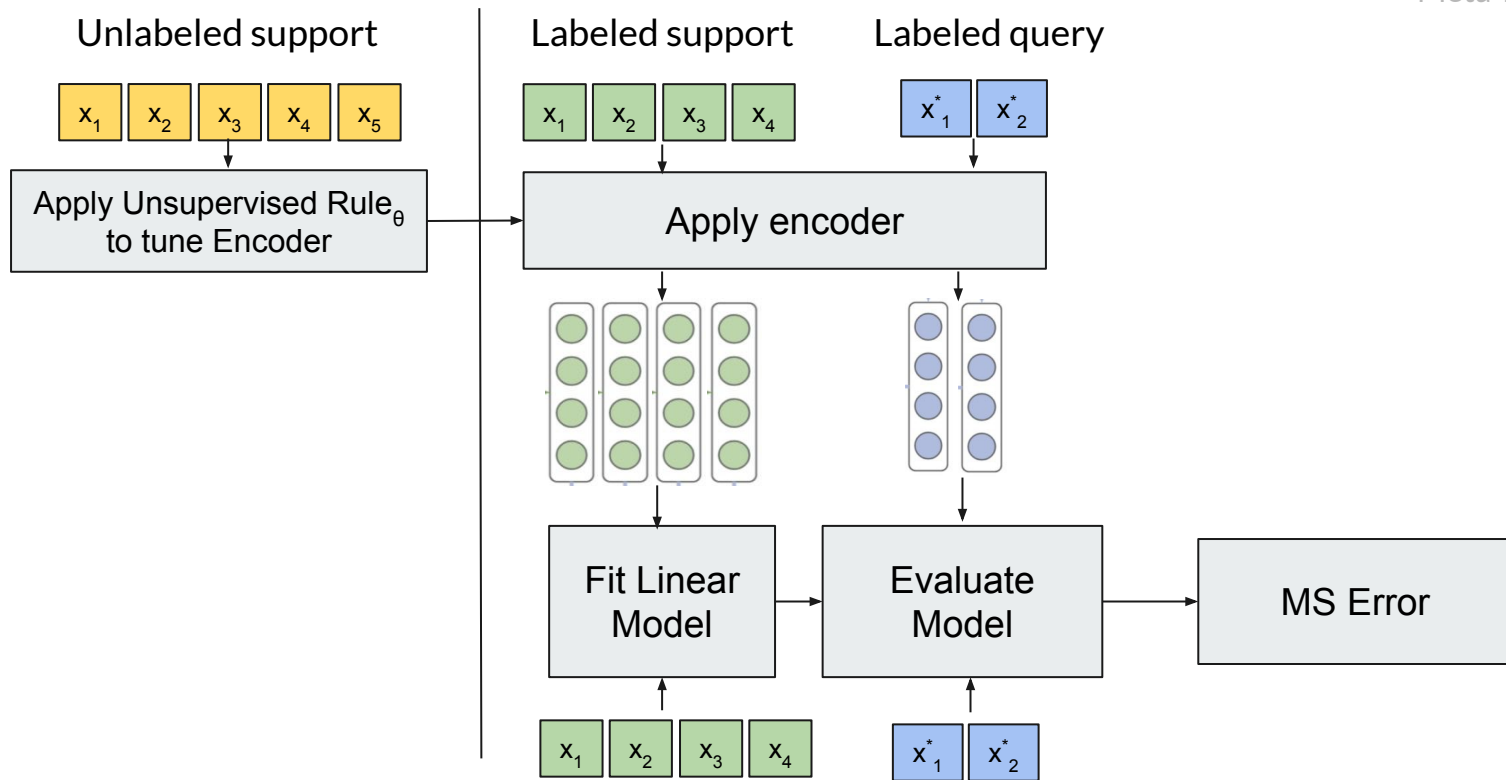 Unlabeled support
Labeled support
Labeled query
x1 x2 x3 x4 x5
x1 x2 x3 x4
x*1 x*2
Apply Unsupervised Ruleθ
to tune Encoder
Apply encoder
Fit Linear
Model
Evaluate
Model
MS Error
x1 x2 x3 x4
x*1 x*2